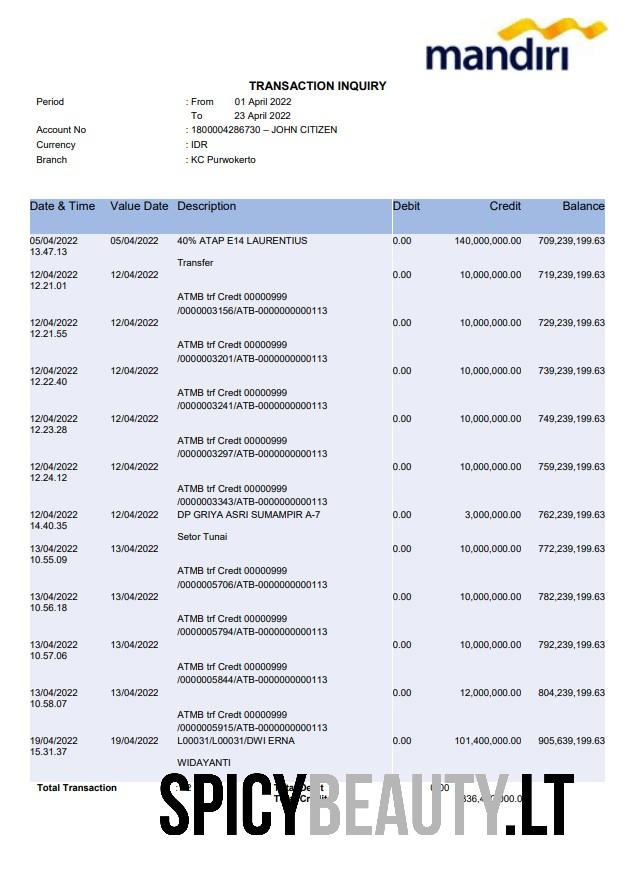 mandırı
TRANSACTION INQUIRY
Period : From 01 April 2022
To 23 April 2022
Account No : 1800004286730 – JOHN CITIZEN
Currency : IDR
Branch : KC Purwokerto
Date & Time Value Date Description Debit Credit Balance
05/04/2022 05/04/2022 40% ATAP E14 LAURENTIUS 0.00 140,000,000.00 709,239,199.63
13.47.13
Transfer
12/04/2022 12/04/2022 0.00 10,000,000.00 719,239,199.63
12.21.01
ATMB trf Credt 00000999
/0000003156/ATB-0000000000113
12/04/2022 12/04/2022 0.00 10,000,000.00 729,239,199.63
12.21.55
ATMB trf Credt 00000999
/0000003201/ATB-0000000000113
12/04/2022 12/04/2022 0.00 10,000,000.00 739,239,199.63
12.22.40
ATMB trf Credt 00000999
/0000003241/ATB-0000000000113
12/04/2022 12/04/2022 0.00 10,000,000.00 749,239,199.63
12.23.28
ATMB trf Credt 00000999
/0000003297/ATB-0000000000113
12/04/2022 12/04/2022 0.00 10,000,000.00 759,239,199.63
12.24.12
ATMB trf Credt 00000999
/0000003343/ATB-0000000000113
12/04/2022 12/04/2022 DP GRIYA ASRI SUMAMPIR A-7 0.00 3,000,000.00 762,239,199.63
14.40.35
Setor Tunai
13/04/2022 13/04/2022 0.00 10,000,000.00 772,239,199.63
10.55.09
ATMB trf Credt 00000999
/0000005706/ATB-0000000000113
13/04/2022 13/04/2022 0.00 10,000,000.00 782,239,199.63
10.56.18
ATMB trf Credt 00000999
/0000005794/ATB-0000000000113
13/04/2022 13/04/2022 0.00 10,000,000.00 792,239,199.63
10.57.06
ATMB trf Credt 00000999
/0000005844/ATB-0000000000113
13/04/2022 13/04/2022 0.00 12,000,000.00 804,239,199.63
10.58.07
ATMB trf Credt 00000999
/0000005915/ATB-0000000000113
19/04/2022 19/04/2022 L00031/L00031/DWI ERNA 0.00 101,400,000.00 905,639,199.63
15.31.37
WIDAYANTI
Total Transaction
SPICYBEAUTY.LT